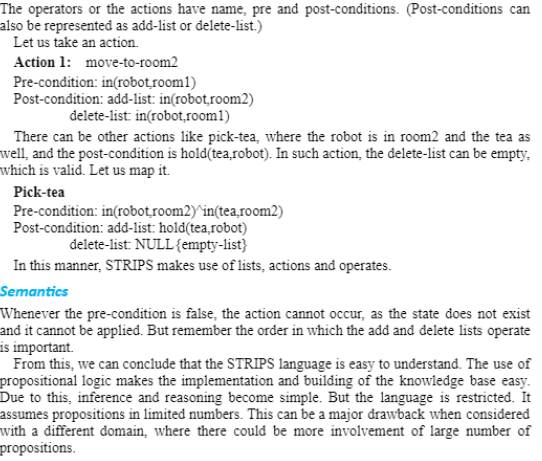 The operators or the actions have name, pre and post-conditions. (Post-conditions can
also be represented as add-list or delete-list.)
Let us take an action.
Action 1: move-to-room2
Pre-condition: in(robot,room1)
Post-condition: add-list: in(robot,room2)
delete-list: in(robot,room1)
There can be other actions like pick-tea, where the robot is in room2 and the tea as
well, and the post-condition is hold(tea,robot). In such action, the delete-list can be empty,
which is valid. Let us map it.
Pick-tea
Pre-condition: in(robot,room2)^in(tea,room2)
Post-condition: add-list: hold(tea,robot)
delete-list: NULL{empty-list}
In this manner, STRIPS makes use of lists, actions and operates.
Semantics
Whenever the pre-condition is false, the action cannot occur, as the state does not exist
and it cannot be applied. But remember the order in which the add and delete lists operate
is important.
From this, we can conclude that the STRIPS language is easy to understand. The use of
propositional logic makes the implementation and building of the knowledge base easy.
Due to this, inference and reasoning become simple. But the language is restricted. It
assumes propositions in limited numbers. This can be a major drawback when considered
with a different domain, where there could be more involvement of large number of
propositions.